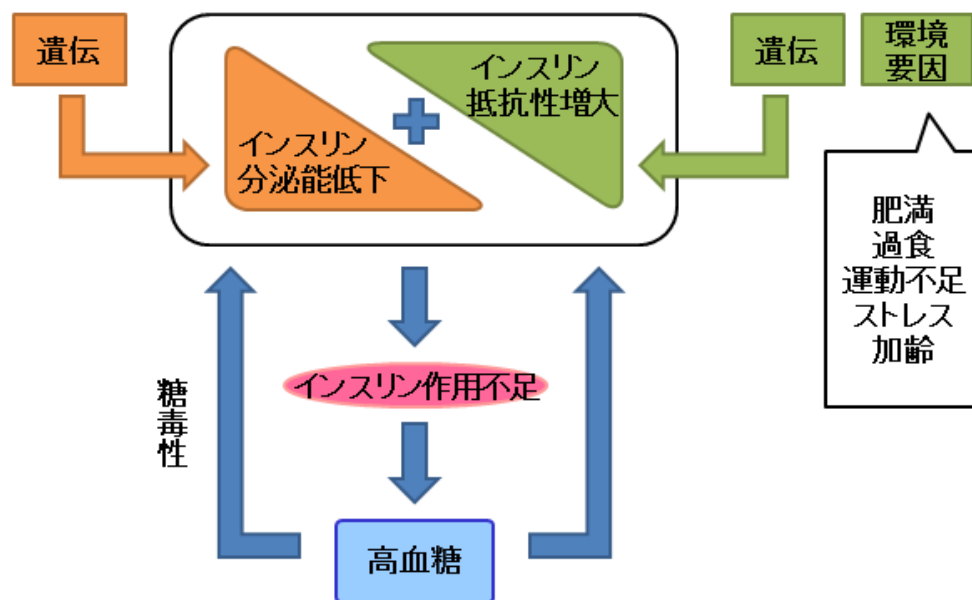 遺伝
インスリン
分泌能低下
インスリン
抵抗性増大
遺伝
環境
要因
肥満
過食
運動不足
ストレス
加齢
インスリン作用不足
糖毒性
高血糖